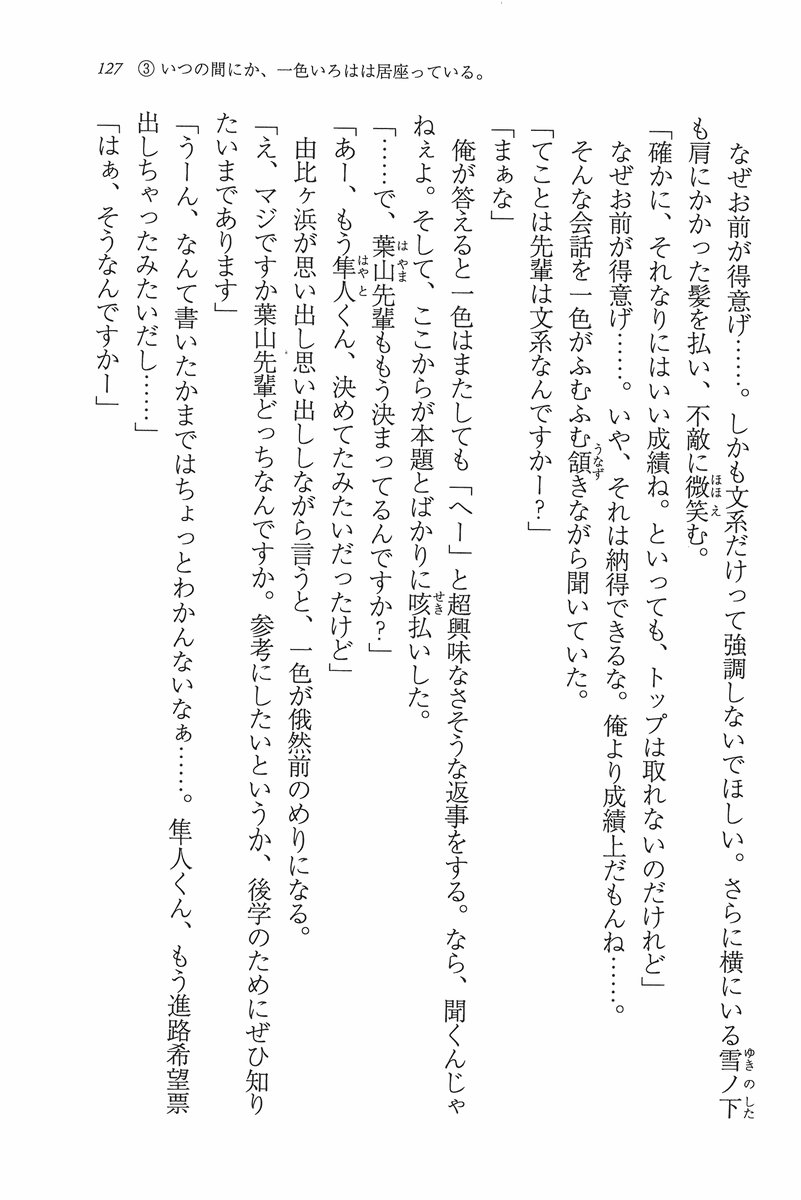 127 ③ いつの間にか、一色いろはは居座っている。
なぜお前が得意げ……。しかも文系だけって強調しないでほしい。さらに横にいる雪ノ下
も肩にかかった髪を払い、不敵に微笑む。
「確かに、それなりにはいい成績ね。といっても、トップは取れないのだけれど」
なぜお前が得意げ……。いや、それは納得できるな。俺より成績上だもんね……。
そんな会話を一色がふむふむ頷きながら聞いていた。
「てことは先輩は文系なんですかー?」
「まぁな」
俺が答えると一色はまたしても「へー」と超興味なさそうな返事をする。なら、聞くんじゃ
ねぇよ。そして、ここからが本題とばかりに咳払いした。
「……で、葉山先輩ももう決まってるんですか?」
「あー、もう隼人くん、決めてたみたいだったけど」
由比ヶ浜が思い出し思い出ししながら言うと、一色が俄然前のめりになる。
「え、マジですか葉山先輩どっちなんですか。参考にしたいというか、後学のためにぜひ知り
たいまであります」
「うーん、なんて書いたかまではちょっとわかんないなぁ……。隼人くん、もう進路希望票
出しちゃったみたいだし……」
「はぁ、そうなんですかー」